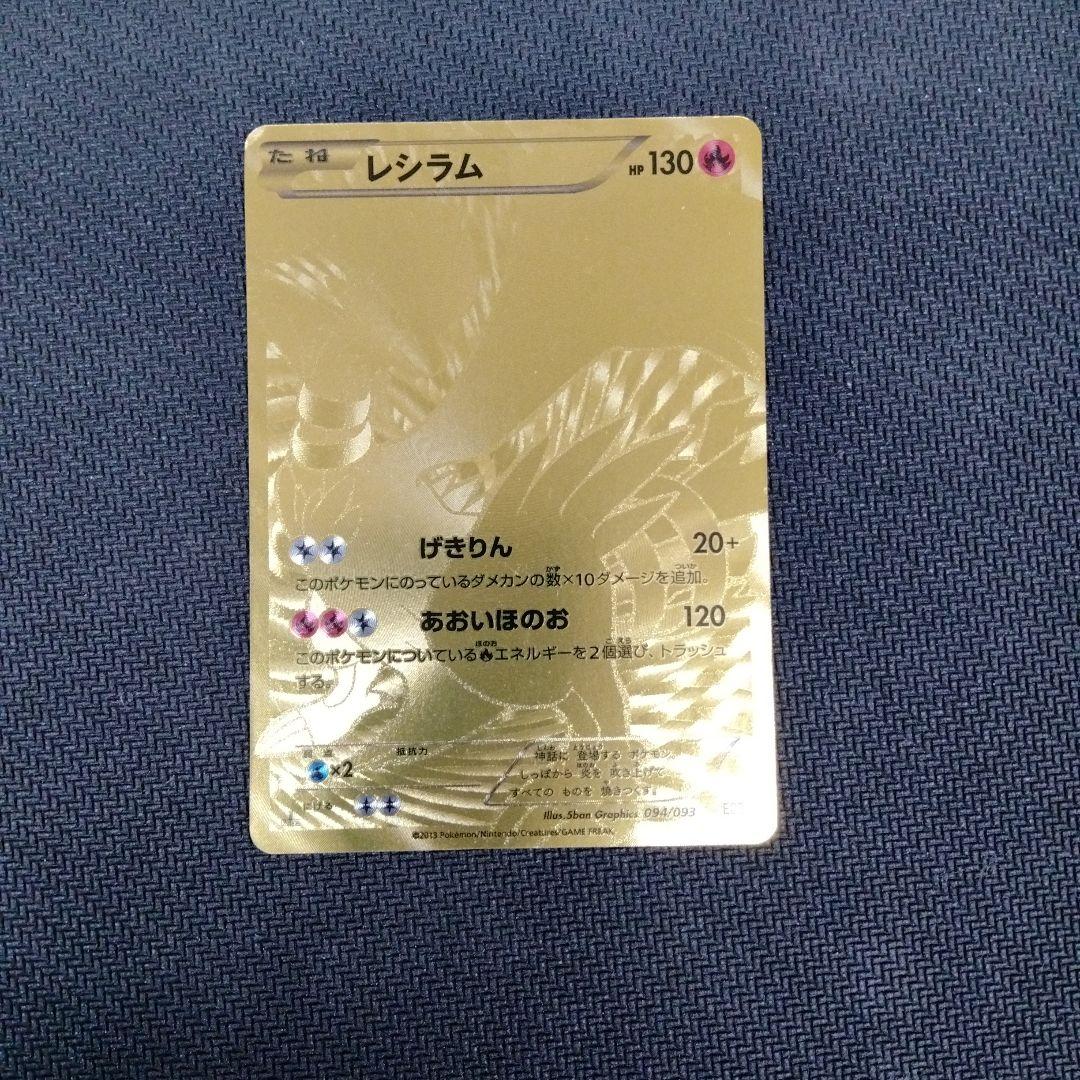 たね レシラム HP 130
げきりん 20+
このポケモンにのっているダメカンの数×10ダメージを追加。
あおいほのお 120
このポケモンについているエネルギーを2個選び、トラッシュ
する。
抵抗力
×2
にげる
神話に 登場する ポケモン。
しっぽから 炎を 吹き上げて
すべての ものを 焼きつくす。
Illus. 5ban Graphics 094/093
©2013 Pokémon/Nintendo/Creatures/GAME FREAK.